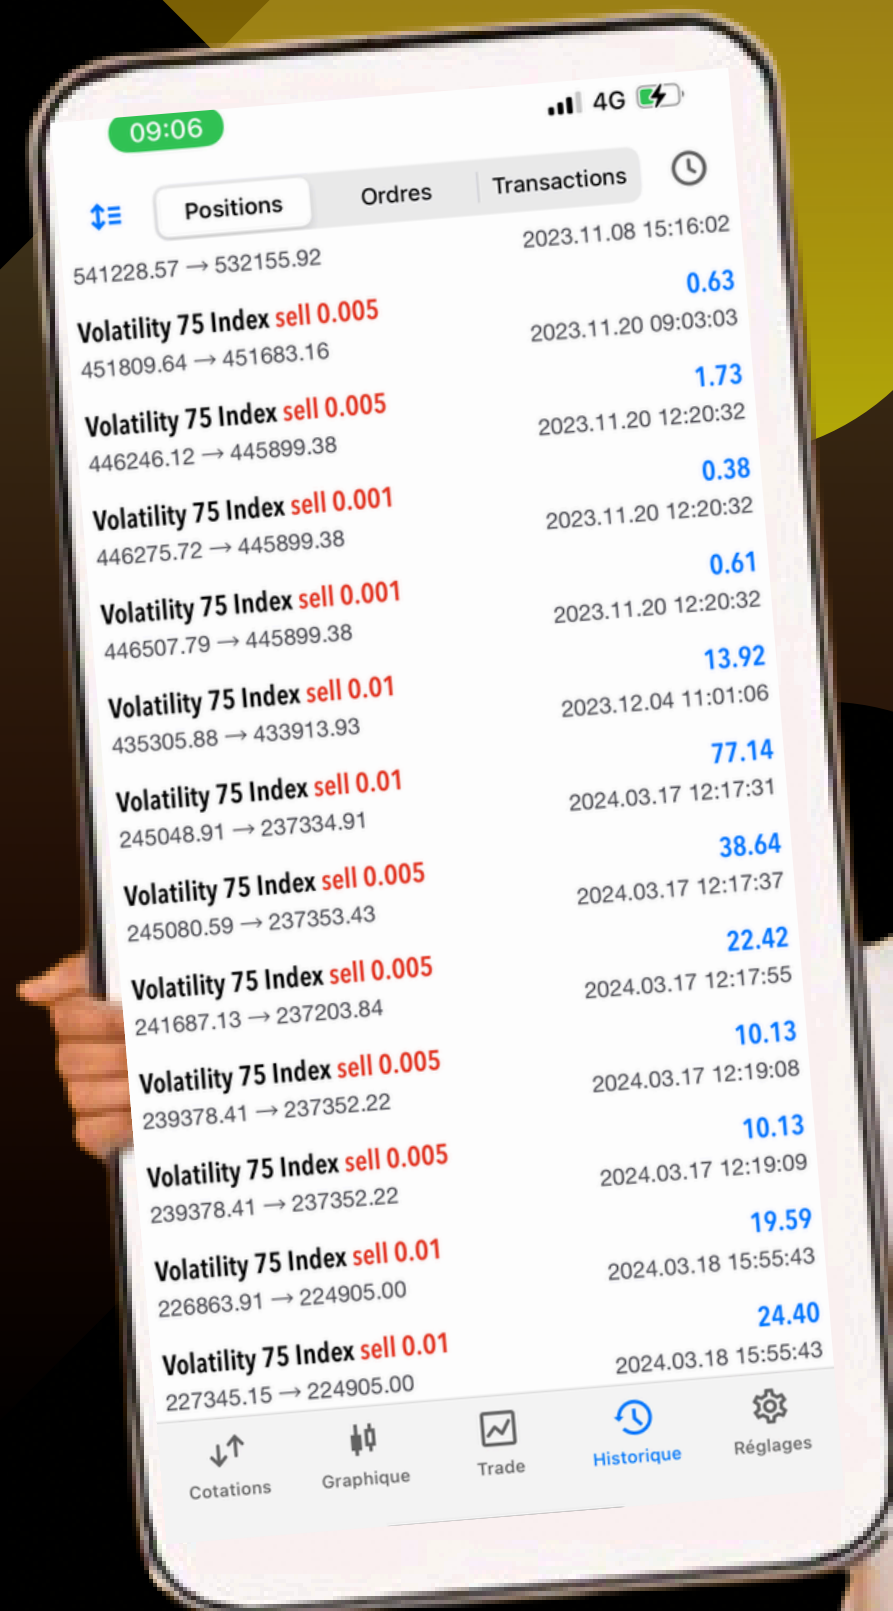 09:06
4G
Positions
Ordres
Transactions
541228.57 → 532155.92
2023.11.08 15:16:02
Volatility 75 Index sell 0.005
0.63
451809.64 → 451683.16
2023.11.20 09:03:03
Volatility 75 Index sell 0.005
1.73
446246.12 → 445899.38
2023.11.20 12:20:32
Volatility 75 Index sell 0.001
0.38
446275.72 → 445899.38
2023.11.20 12:20:32
Volatility 75 Index sell 0.001
0.61
446507.79 → 445899.38
2023.11.20 12:20:32
Volatility 75 Index sell 0.01
13.92
435305.88 → 433913.93
2023.12.04 11:01:06
Volatility 75 Index sell 0.01
77.14
245048.91 → 237334.91
2024.03.17 12:17:31
Volatility 75 Index sell 0.005
38.64
245080.59 → 237353.43
2024.03.17 12:17:37
Volatility 75 Index sell 0.005
22.42
241687.13 → 237203.84
2024.03.17 12:17:55
Volatility 75 Index sell 0.005
10.13
239378.41 → 237352.22
2024.03.17 12:19:08
Volatility 75 Index sell 0.005
10.13
239378.41 → 237352.22
2024.03.17 12:19:09
Volatility 75 Index sell 0.01
19.59
226863.91 → 224905.00
2024.03.18 15:55:43
Volatility 75 Index sell 0.01
24.40
227345.15 → 224905.00
2024.03.18 15:55:43
Cotations
Graphique
Trade
Historique
Réglages